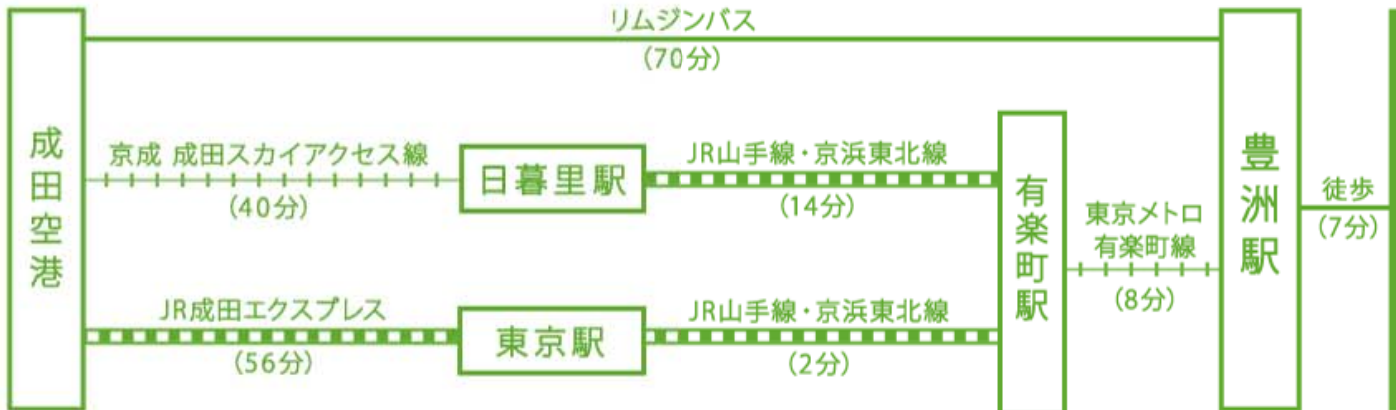 リムジンバス
(70分)
成田空港
京成 成田スカイアクセス線
(40分)
日暮里駅
JR山手線・京浜東北線
(14分)
JR成田エクスプレス
(56分)
東京駅
JR山手線・京浜東北線
(2分)
有楽町駅
東京メトロ
有楽町線
(8分)
豊洲駅
徒歩
(7分)